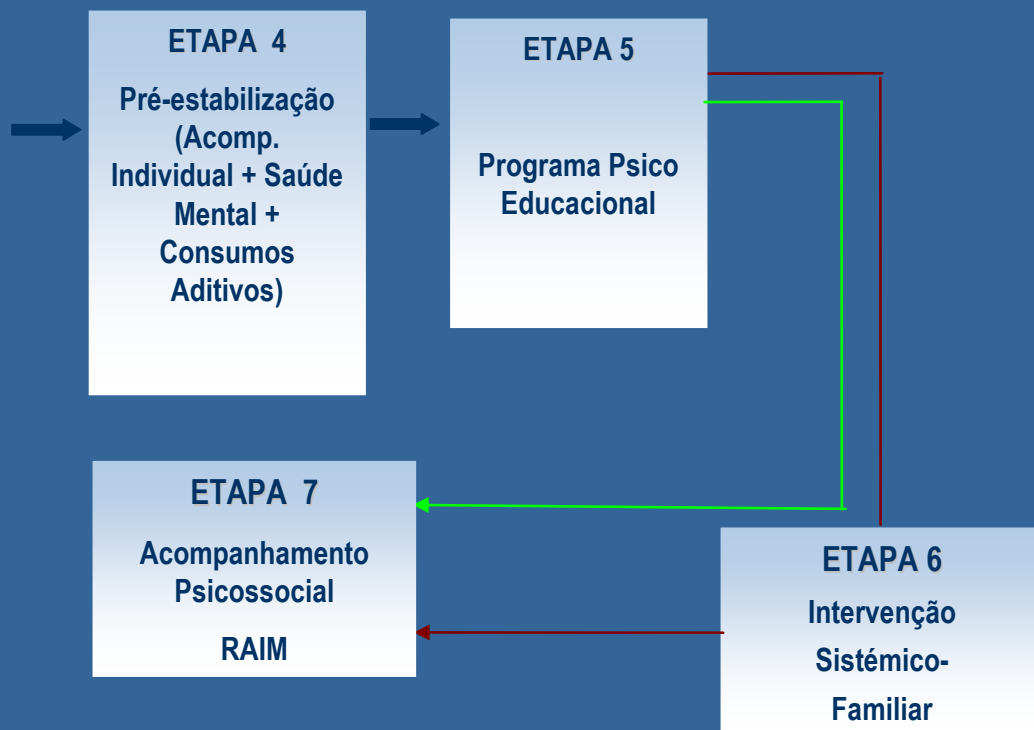 ETAPA 4
Pré-estabilização
(Acomp.
Individual + Saúde
Mental +
Consumos
Aditivos)
ETAPA 5
Programa Psico
Educacional
ETAPA 7
Acompanhamento
Psicossocial
RAIM
ETAPA 6
Intervenção
Sistémico-
Familiar